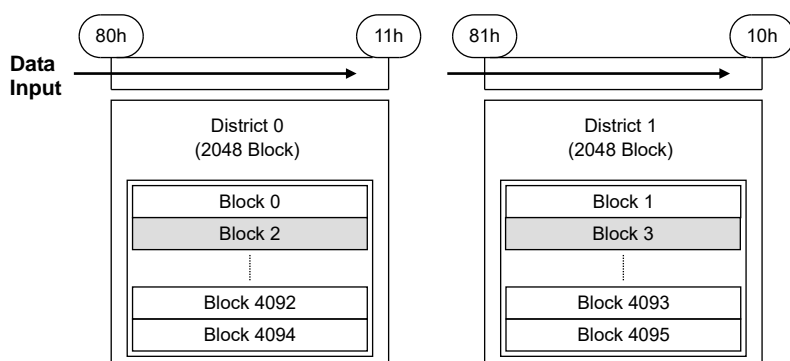 80h
11h
81h
10h
Data
Input
District 0
(2048 Block)
District 1
(2048 Block)
Block 0
Block 2
Block 4092
Block 4094
Block 1
Block 3
Block 4093
Block 4095